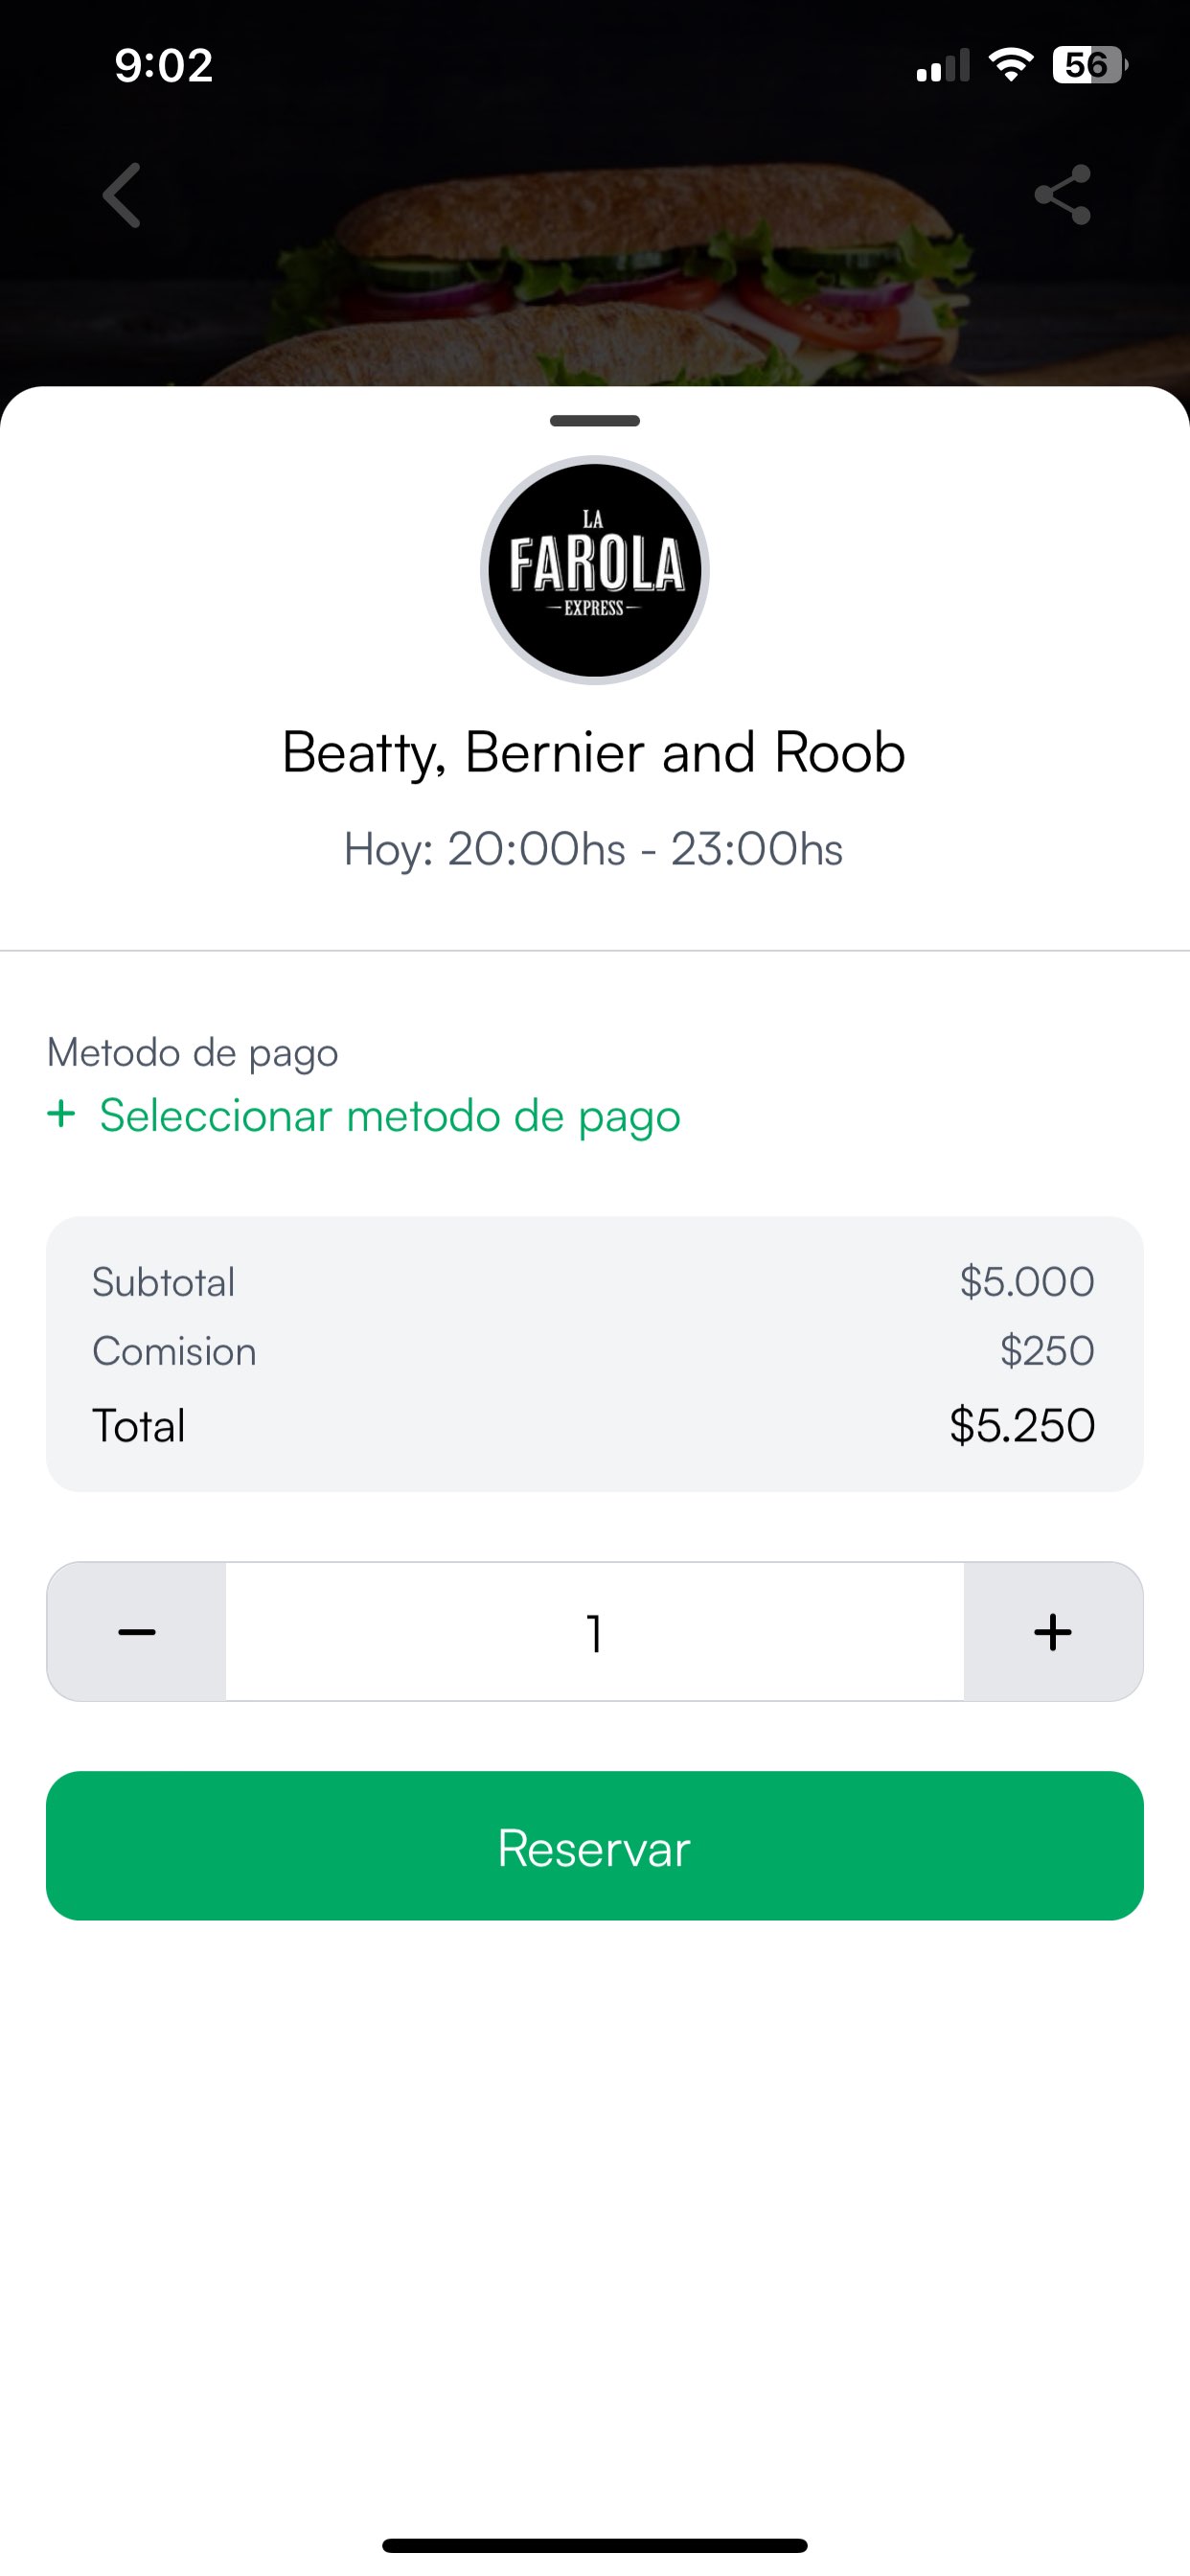 9:02
56
LA
FAROLA
EXPRESS
Beatty, Bernier and Roob
Hoy: 20:00hs - 23:00hs
Metodo de pago
+ Seleccionar metodo de pago
Subtotal $5.000
Comision $250
Total $5.250
− 1 +
Reservar